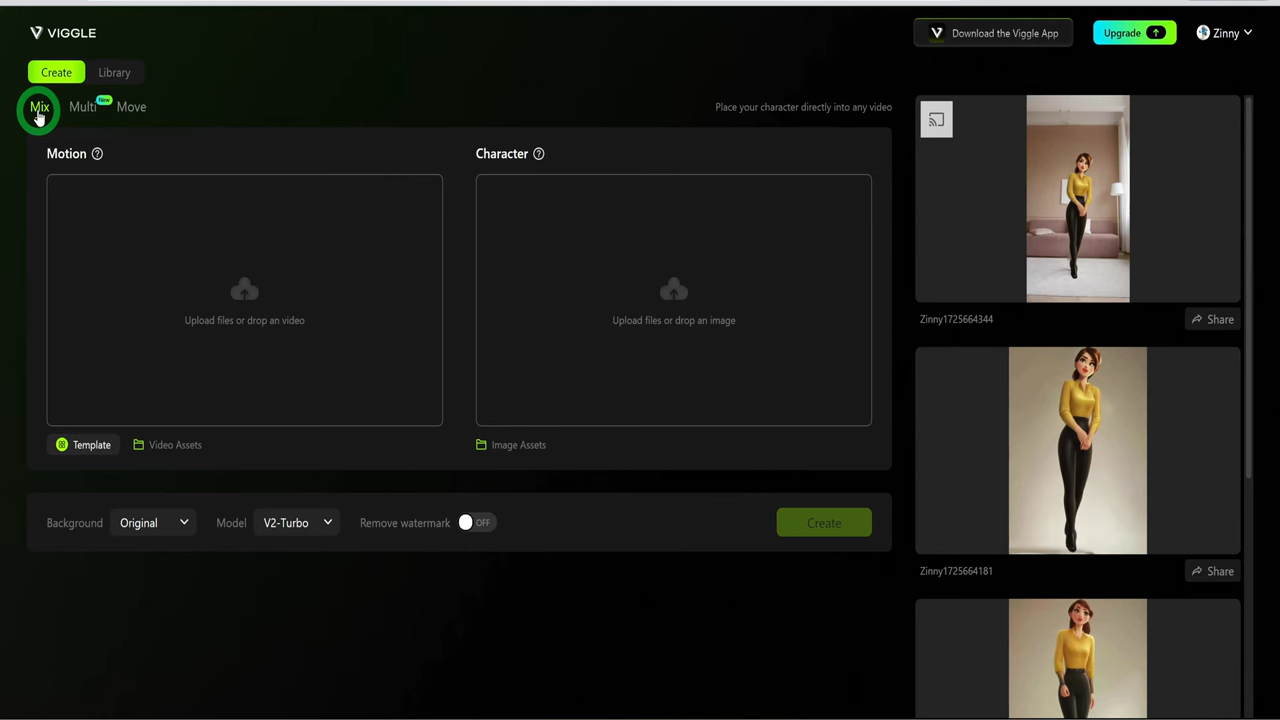 VIGGLE
Download the Viggle App
Upgrade
Zinny
Create
Library
Mix
Multi
New
Move
Place your character directly into any video
Motion
Character
Upload files or drop an video
Upload files or drop an image
Template
Video Assets
Image Assets
Background
Original
Model
V2-Turbo
Remove watermark
OFF
Create
Zinny1725664344
Share
Zinny1725664181
Share